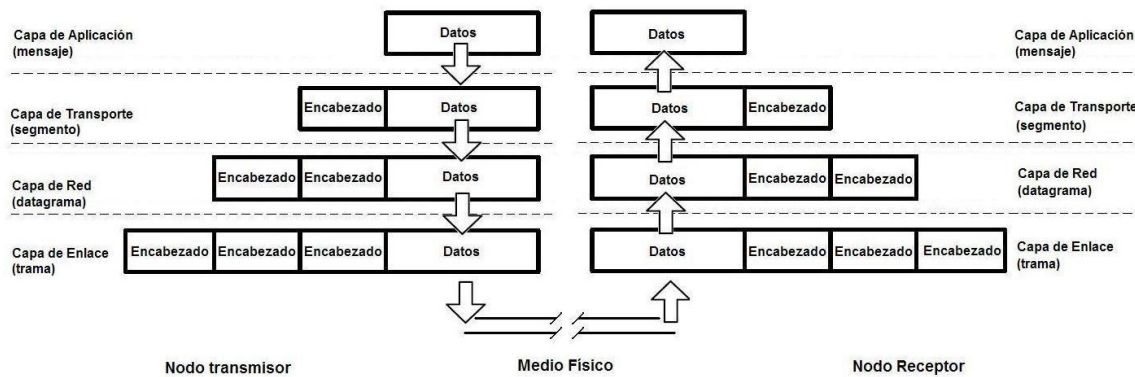 Capa de Aplicación
(mensaje)
Datos
Datos
Capa de Aplicación
(mensaje)
Capa de Transporte
(segmento)
Encabezado Datos
Datos Encabezado
Capa de Transporte
(segmento)
Capa de Red
(datagrama)
Encabezado Encabezado Datos
Datos Encabezado Encabezado
Capa de Red
(datagrama)
Capa de Enlace
(trama)
Encabezado Encabezado Encabezado Datos
Datos Encabezado Encabezado Encabezado
Capa de Enlace
(trama)
Nodo transmisor
Medio Físico
Nodo Receptor